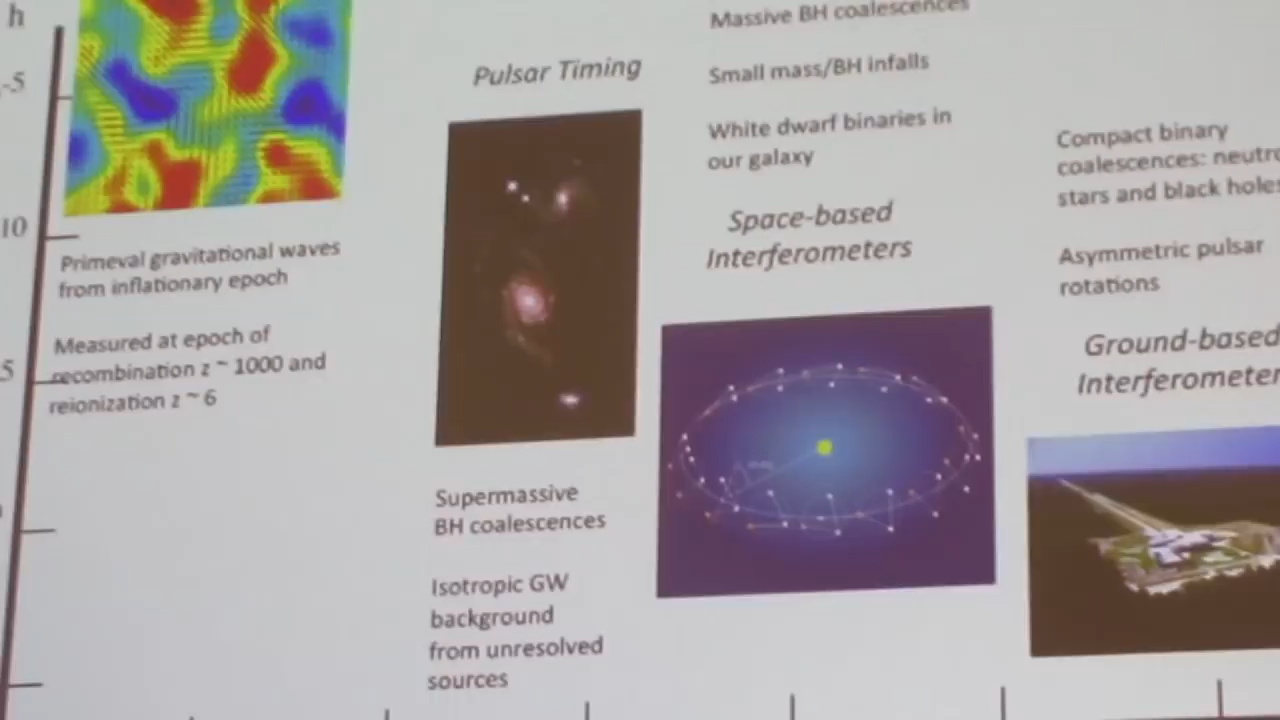 h
-5
10
5
Primeval gravitational waves
from inflationary epoch
Measured at epoch of
recombination z ~ 1000 and
reionization z ~ 6
Pulsar Timing
Supermassive
BH coalescences
Isotropic GW
background
from unresolved
sources
Massive BH coalescences
Small mass/BH infalls
White dwarf binaries in
our galaxy
Space-based
Interferometers
Compact binary
coalescences: neutro
stars and black holes
Asymmetric pulsar
rotations
Ground-based
Interferometer